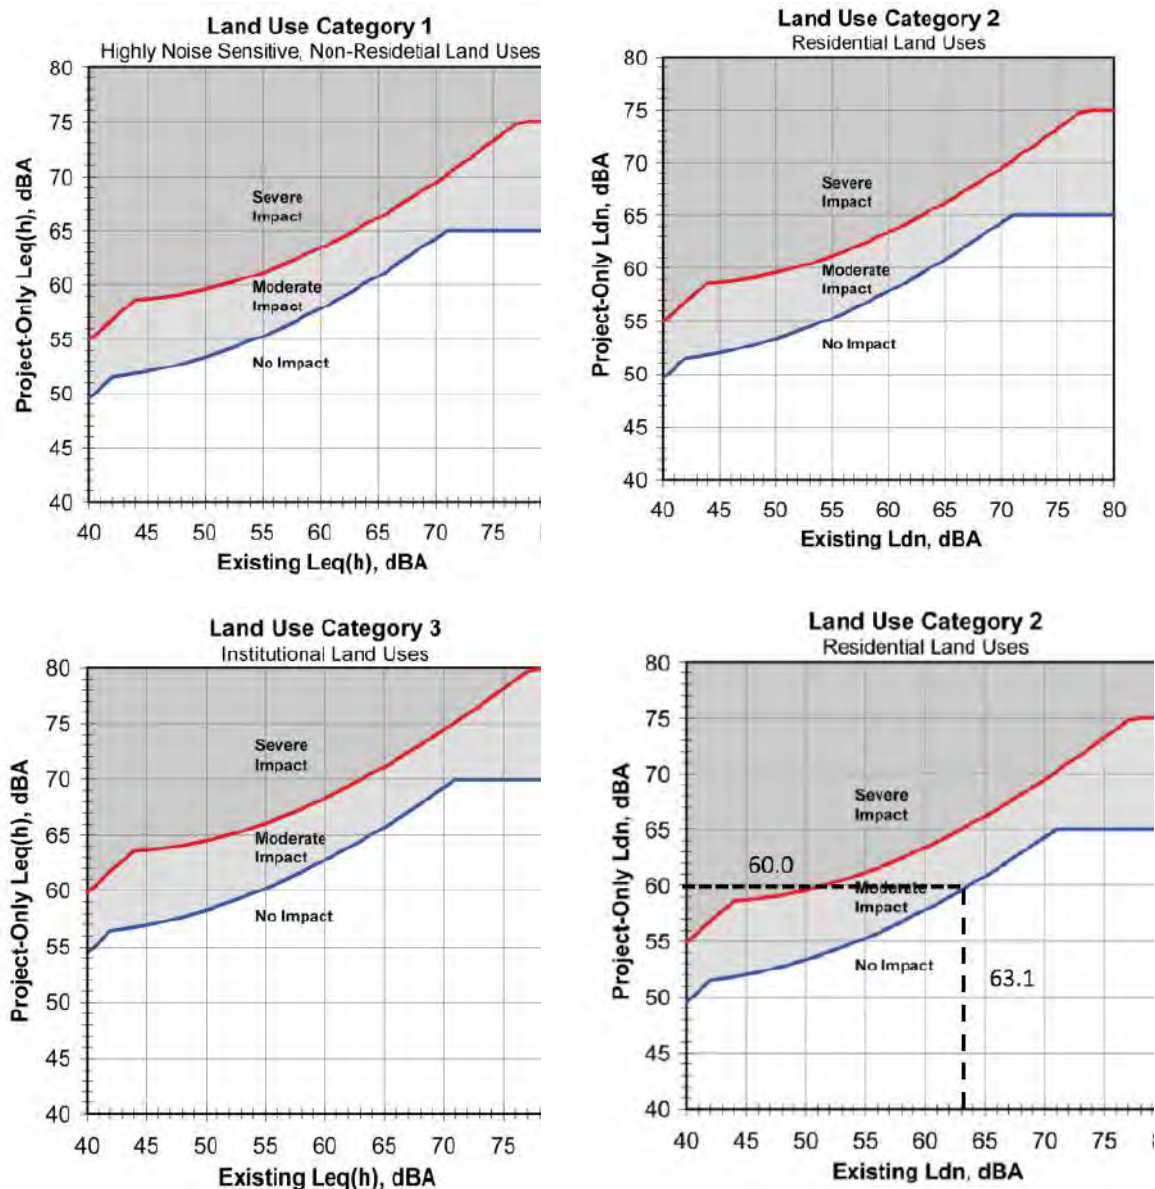 Land Use Category 1
Highly Noise Sensitive, Non-Residetial Land Uses
80
75
70
65
60
55
50
45
40
Project-Only Leq(h), dBA
Severe
Impact
Moderate
Impact
No Impact
40 45 50 55 60 65 70 75
Existing Leq(h), dBA
Land Use Category 2
Residential Land Uses
80
75
70
65
60
55
50
45
40
Project-Only Ldn, dBA
Severe
Impact
Moderate
Impact
No Impact
40 45 50 55 60 65 70 75 80
Existing Ldn, dBA
Land Use Category 3
Institutional Land Uses
80
75
70
65
60
55
50
45
40
Project-Only Leq(h), dBA
Severe
Impact
Moderate
Impact
No Impact
40 45 50 55 60 65 70 75
Existing Leq(h), dBA
Land Use Category 2
Residential Land Uses
80
75
70
65
60
55
50
45
40
Project-Only Ldn, dBA
Severe
Impact
60.0
Moderate
Impact
No Impact
63.1
40 45 50 55 60 65 70 75
Existing Ldn, dBA